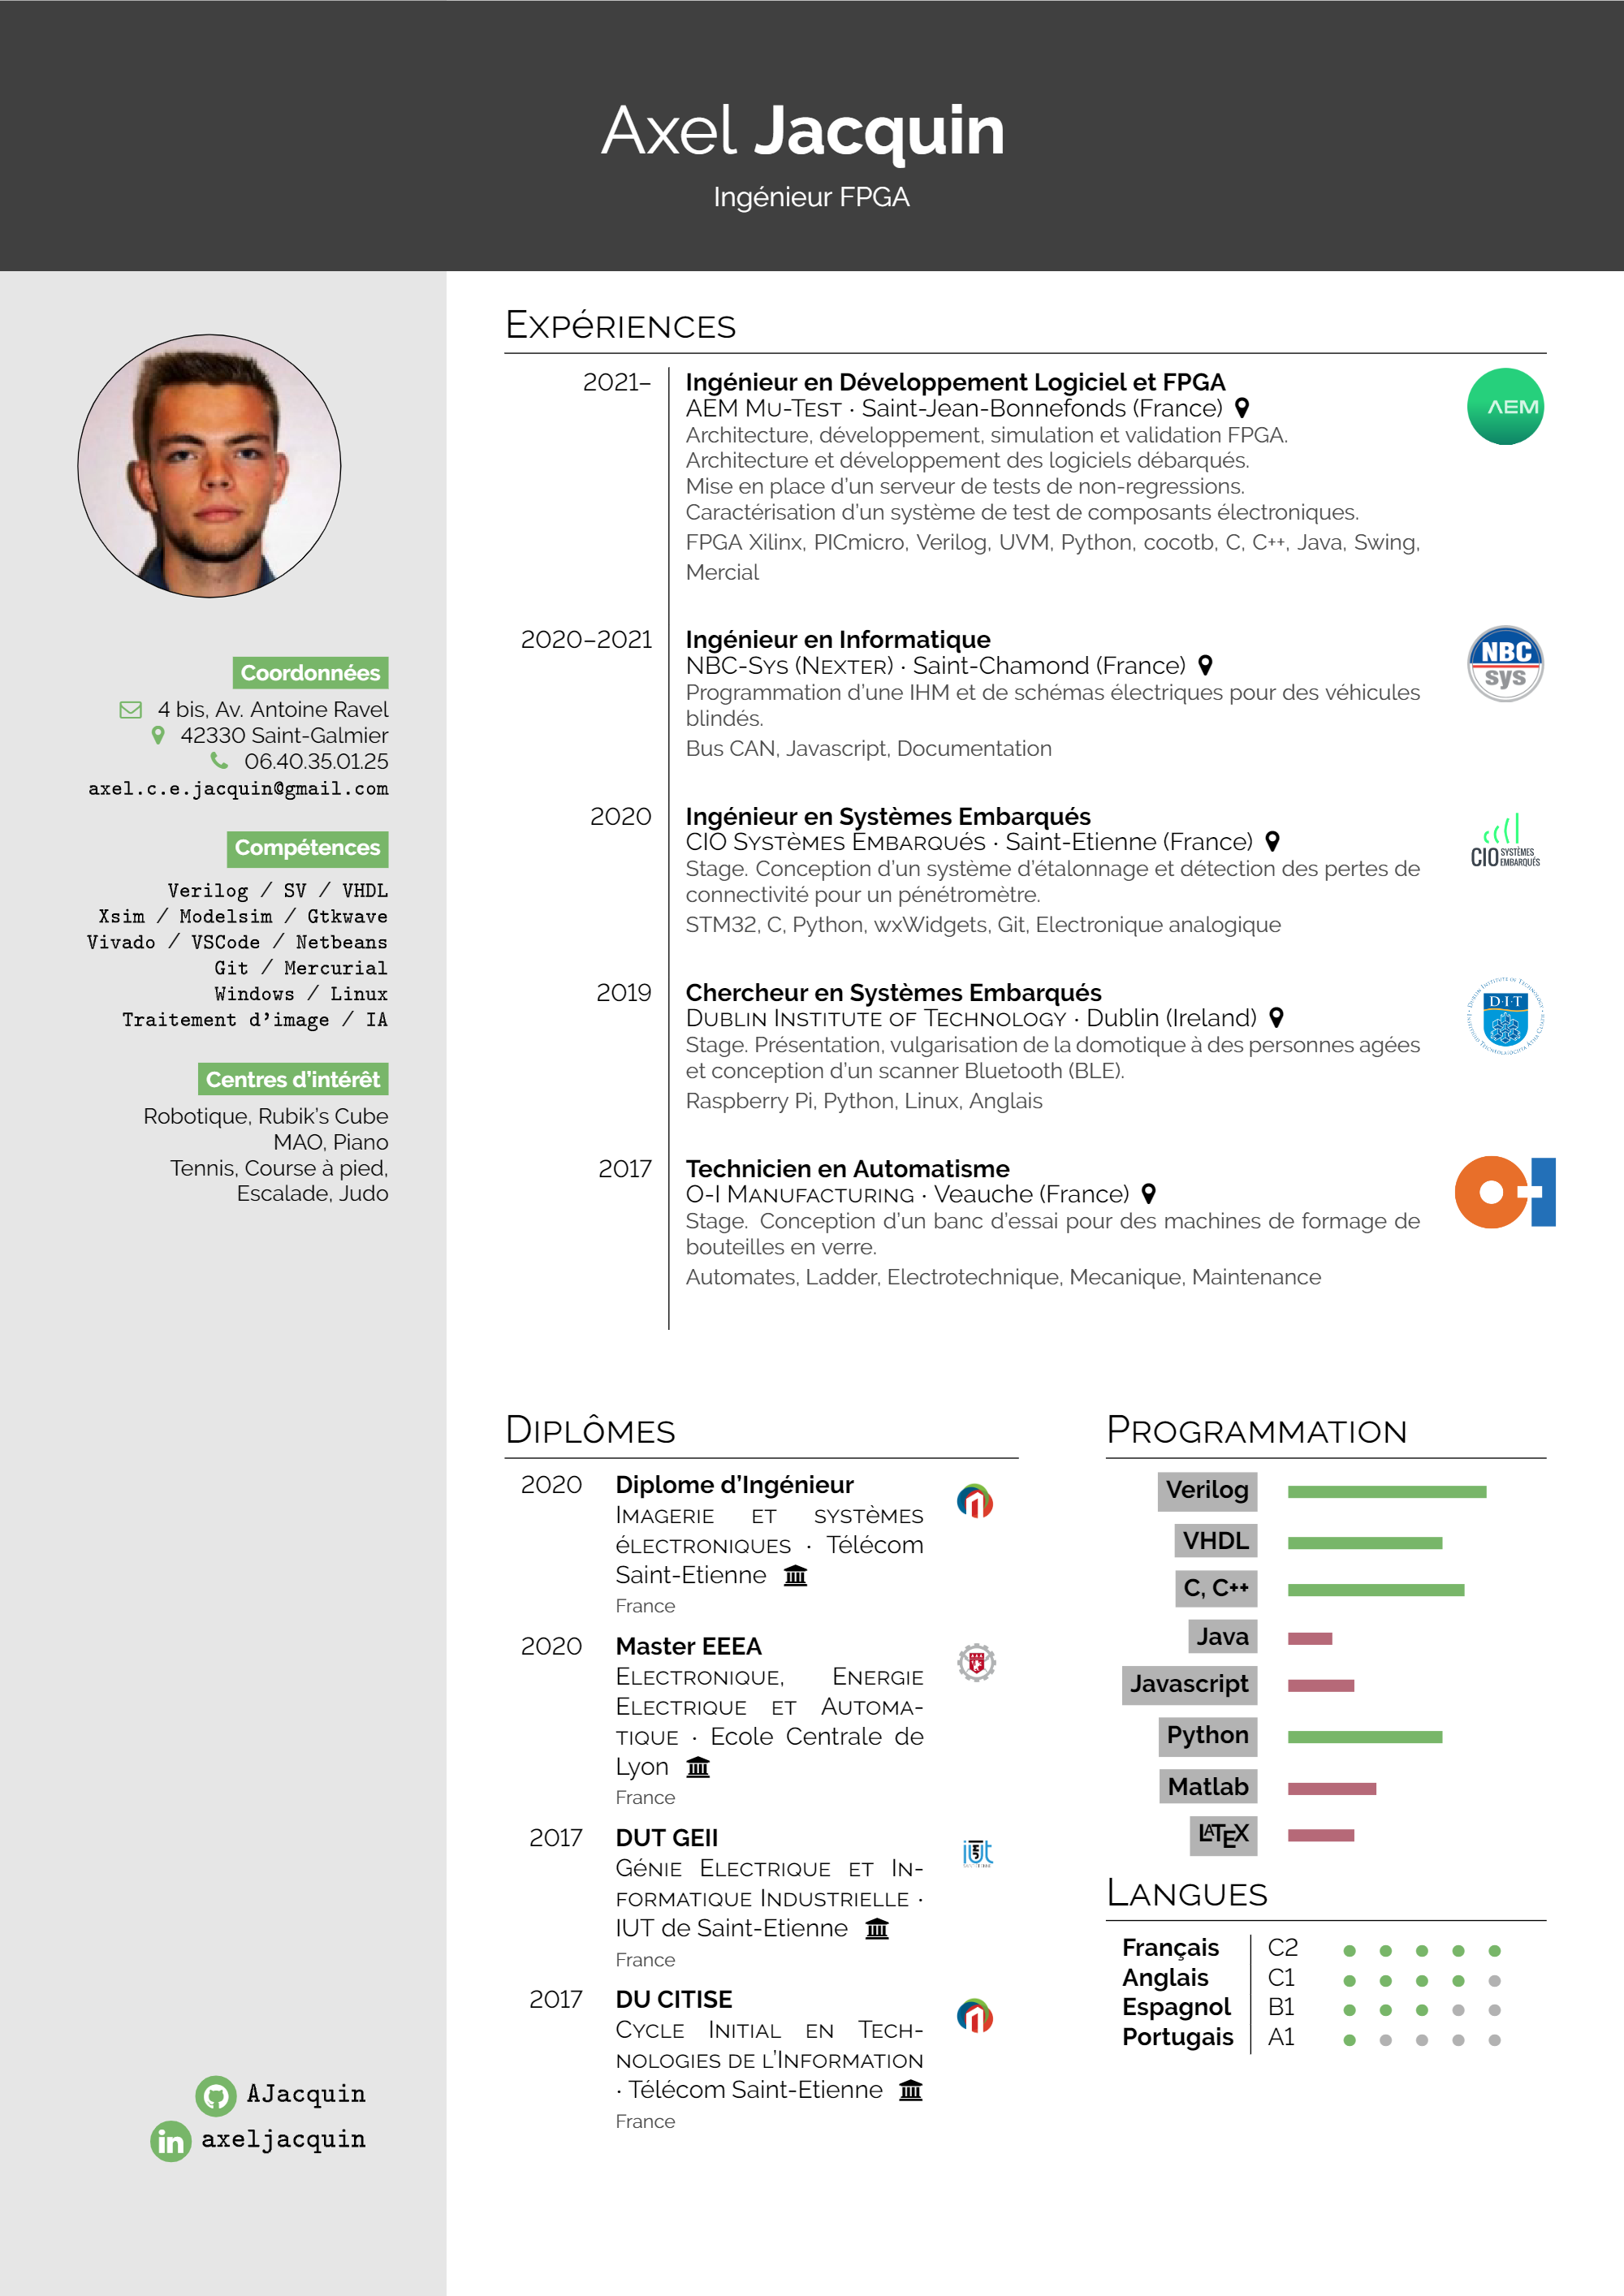 Axel Jacquin
Ingénieur FPGA
Coordonnées
4 bis, Av. Antoine Ravel
42330 Saint-Galmier
06.40.35.01.25
axel.c.e.jacquin@gmail.com
Compétences
Verilog / SV / VHDL
Xsim / Modelsim / Gtkwave
Vivado / VSCode / Netbeans
Git / Mercurial
Windows / Linux
Traitement d'image / IA
Centres d'intérêt
Robotique, Rubik's Cube
MAO, Piano
Tennis, Course à pied,
Escalade, Judo
AJacquin
in axeljacquin
Expériences
2021– Ingénieur en Développement Logiciel et FPGA
AEM Mu-Test · Saint-Jean-Bonnefonds (France)
AEM
Architecture, développement, simulation et validation FPGA.
Architecture et développement des logiciels débarqués.
Mise en place d'un serveur de tests de non-regressions.
Caractérisation d'un système de test de composants électroniques.
FPGA Xilinx, PICmicro, Verilog, UVM, Python, cocotb, C, C++, Java, Swing,
Mercial
2020–2021 Ingénieur en Informatique
NBC-Sys (Nexter) · Saint-Chamond (France)
NBC
sys
Programmation d'une IHM et de schémas électriques pour des véhicules
blindés.
Bus CAN, Javascript, Documentation
2020 Ingénieur en Systèmes Embarqués
CIO Systèmes Embarqués · Saint-Etienne (France)
CIO SYSTÈMES
EMBARQUÉS
Stage. Conception d'un système d'étalonnage et détection des pertes de
connectivité pour un pénétromètre.
STM32, C, Python, wxWidgets, Git, Electronique analogique
2019 Chercheur en Systèmes Embarqués
Dublin Institute of Technology · Dublin (Ireland)
D·I·T
Stage. Présentation, vulgarisation de la domotique à des personnes agées
et conception d'un scanner Bluetooth (BLE).
Raspberry Pi, Python, Linux, Anglais
2017 Technicien en Automatisme
O-I Manufacturing · Veauche (France)
O-I
Stage. Conception d'un banc d'essai pour des machines de formage de
bouteilles en verre.
Automates, Ladder, Electrotechnique, Mecanique, Maintenance
Diplômes
2020 Diplome d'Ingénieur
Imagerie et systèmes
électroniques · Télécom
Saint-Etienne
France
2020 Master EEEA
Electronique, Energie
Electrique et Automa-
tique · Ecole Centrale de
Lyon
France
2017 DUT GEII
iut
Génie Electrique et In-
formatique Industrielle ·
IUT de Saint-Etienne
France
2017 DU CITISE
Cycle Initial en Tech-
nologies de l'Information
· Télécom Saint-Etienne
France
Programmation
Verilog
VHDL
C, C++
Java
Javascript
Python
Matlab
LATEX
Langues
Français C2
Anglais C1
Espagnol B1
Portugais A1